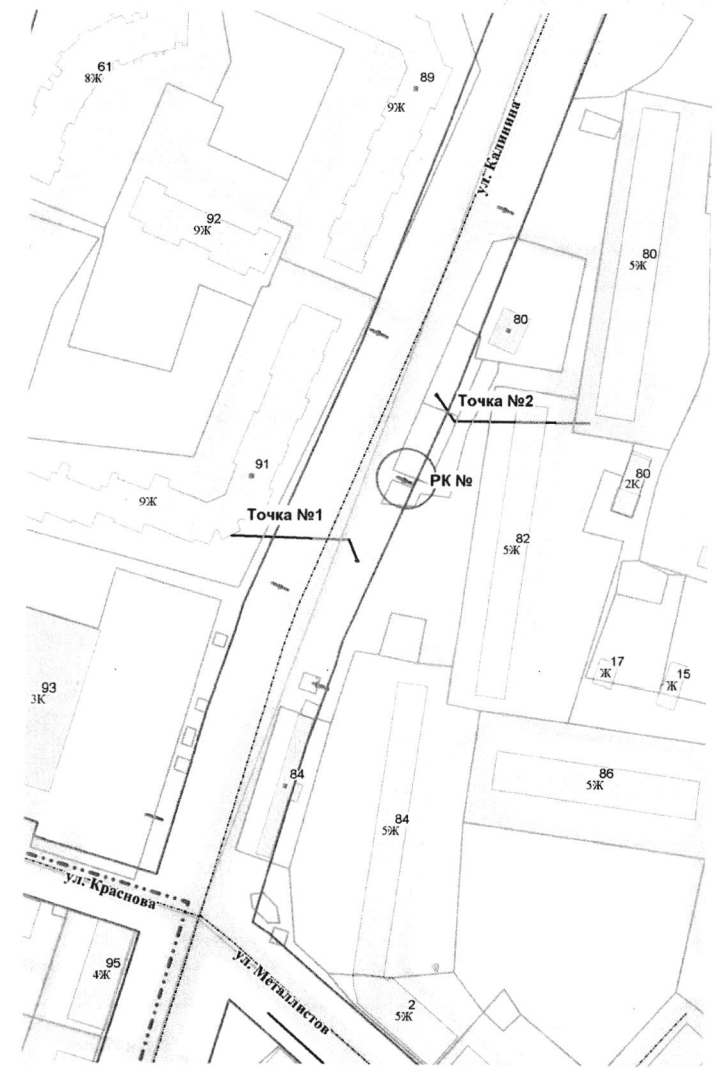 61
8Ж
89
9Ж
ул. Калинина
92
9Ж
80
5Ж
80
Точка №2
91
9Ж
80
2К
РК №
Точка №1
82
5Ж
17
Ж
15
Ж
93
3К
84
86
5Ж
84
5Ж
ул. Краснова
95
4Ж
ул. Металлистов
2
5Ж